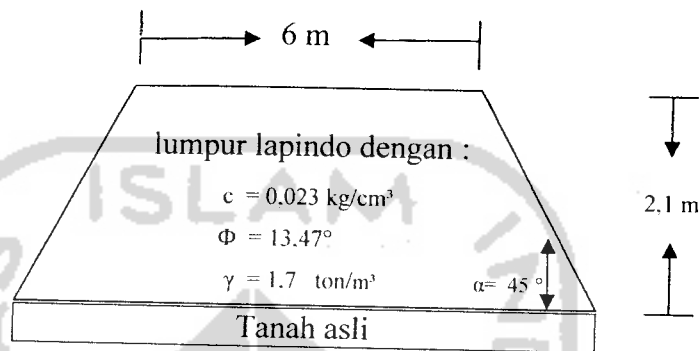 6 m
lumpur lapindo dengan :
c = 0,023 kg/cm³
Φ = 13.47°
γ = 1.7 ton/m³
α= 45 °
2,1 m
Tanah asli
ISLAM